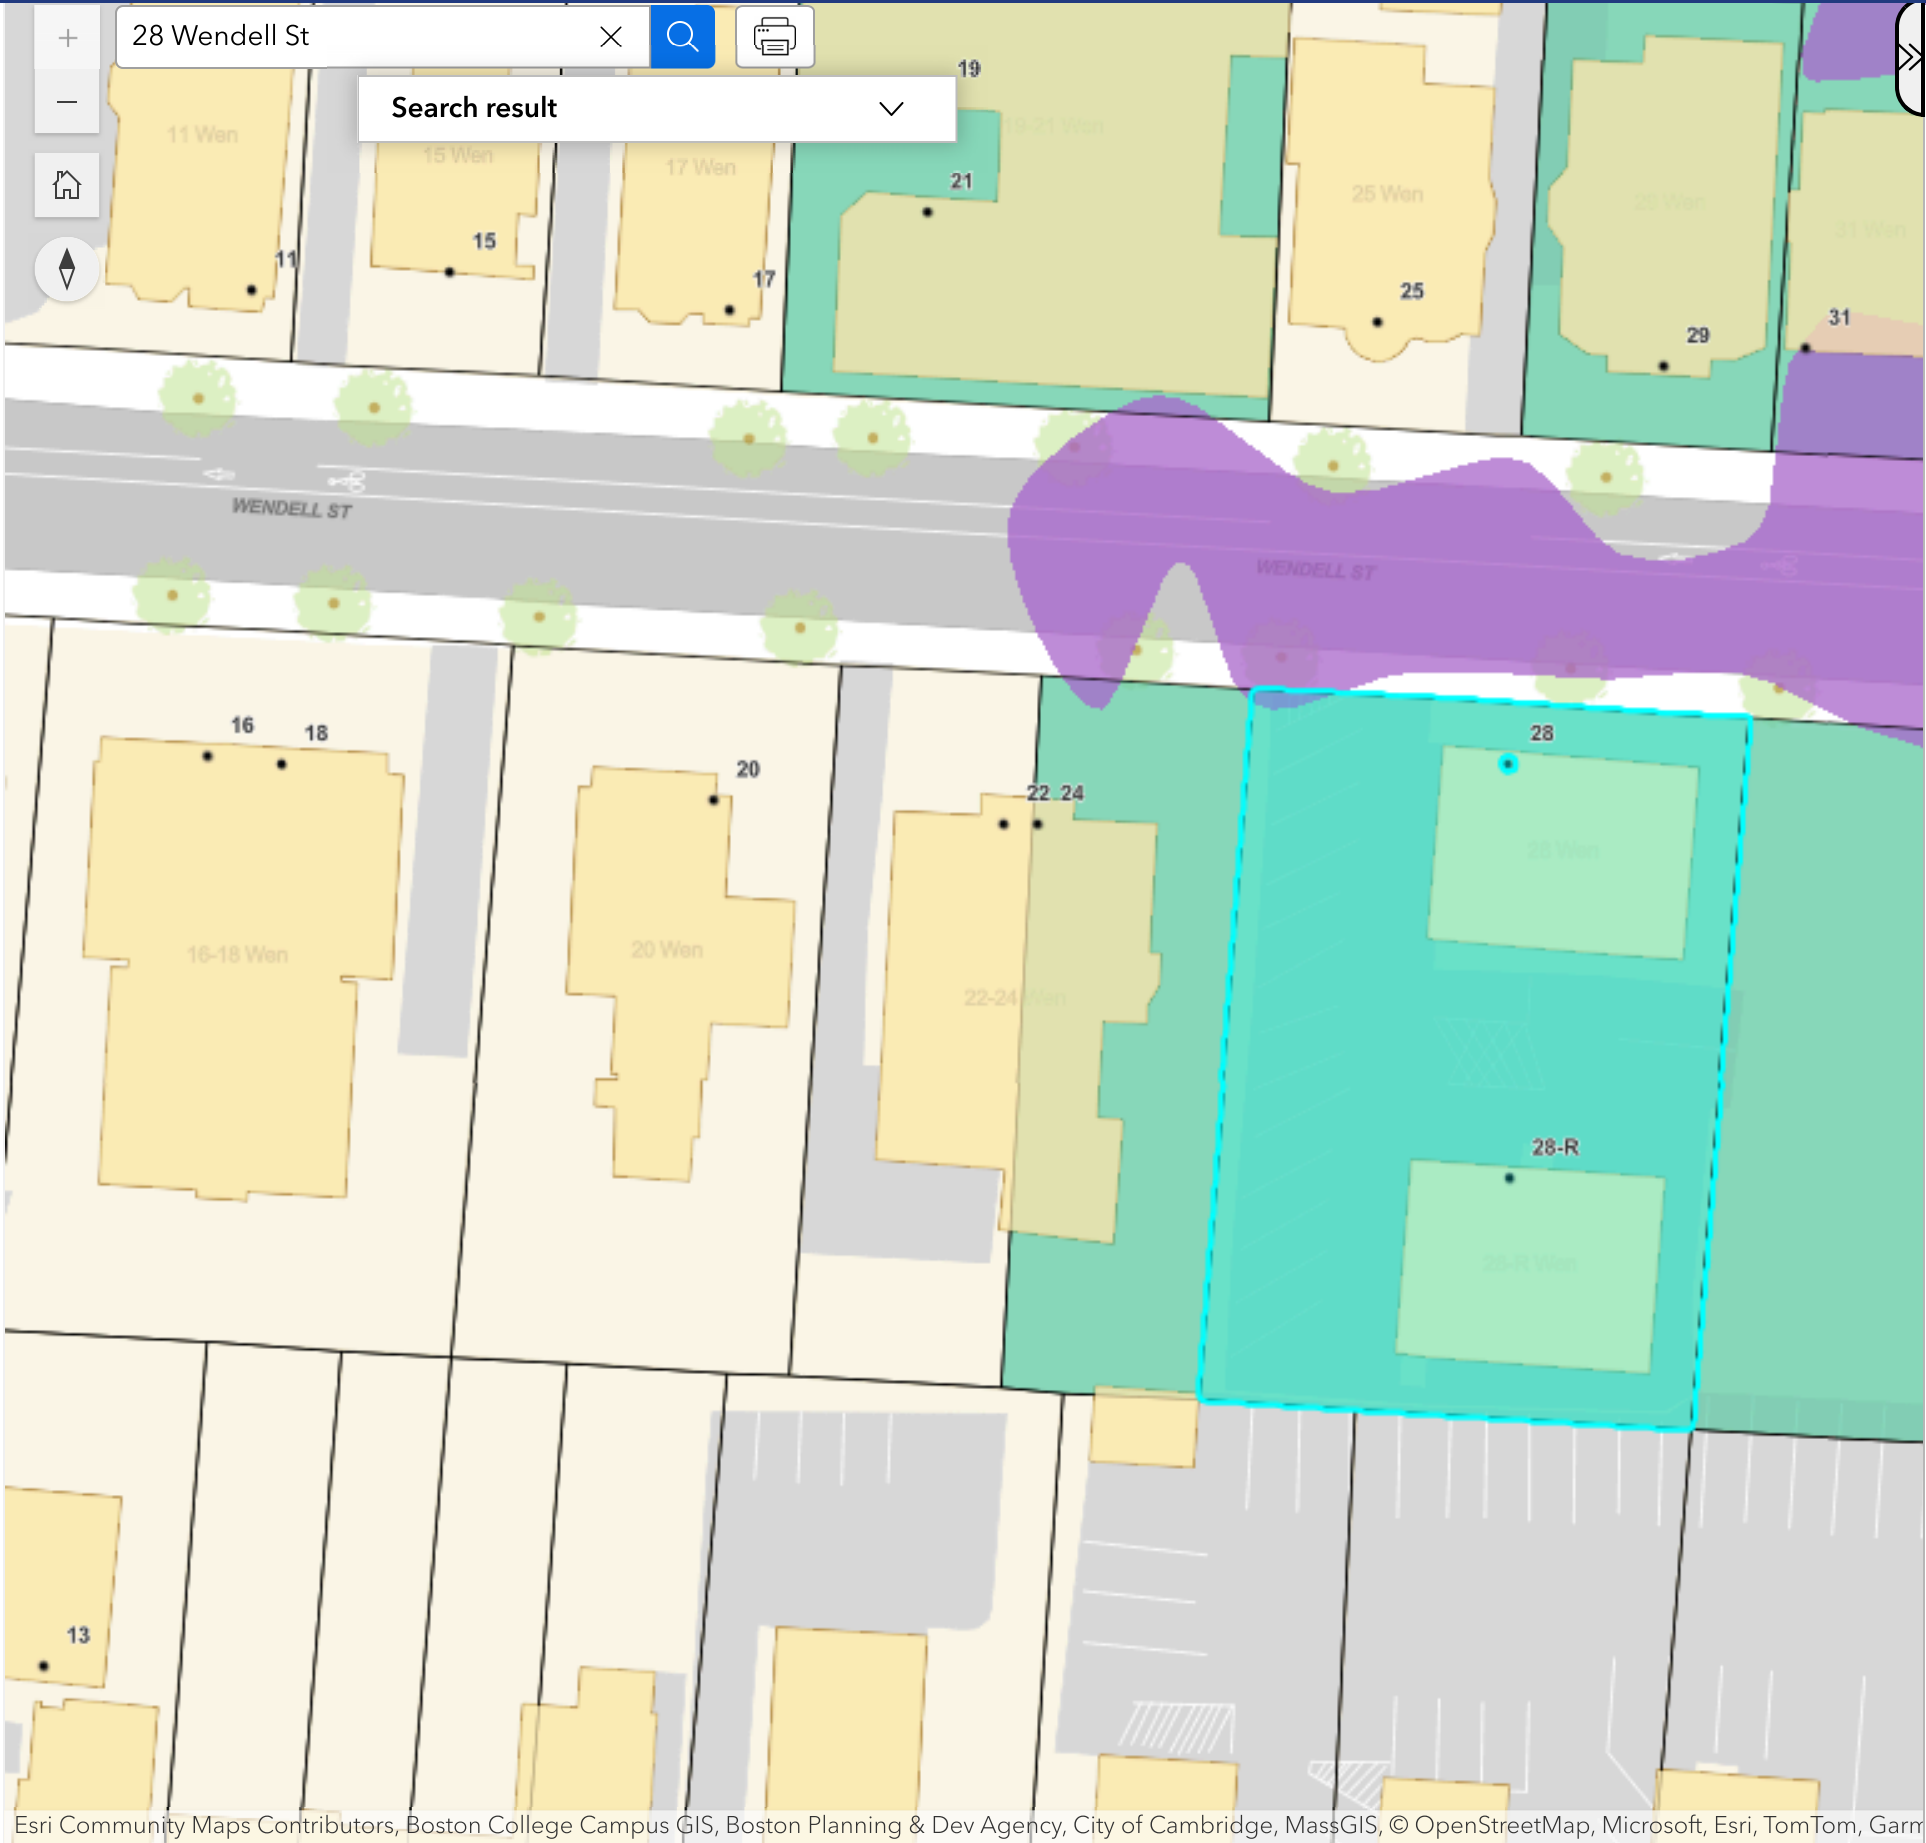 28 Wendell St
Search result
19
11 Wen
15 Wen
17 Wen
19-21 Wen
21
25 Wen
29 Wen
31 Wen
11
15
17
25
29
31
WENDELL ST
WENDELL ST
16
18
20
22 24
28
28 Wen
16-18 Wen
20 Wen
22-24 Wen
28-R
28-R Wen
13
Esri Community Maps Contributors, Boston College Campus GIS, Boston Planning & Dev Agency, City of Cambridge, MassGIS, © OpenStreetMap, Microsoft, Esri, TomTom, Garm